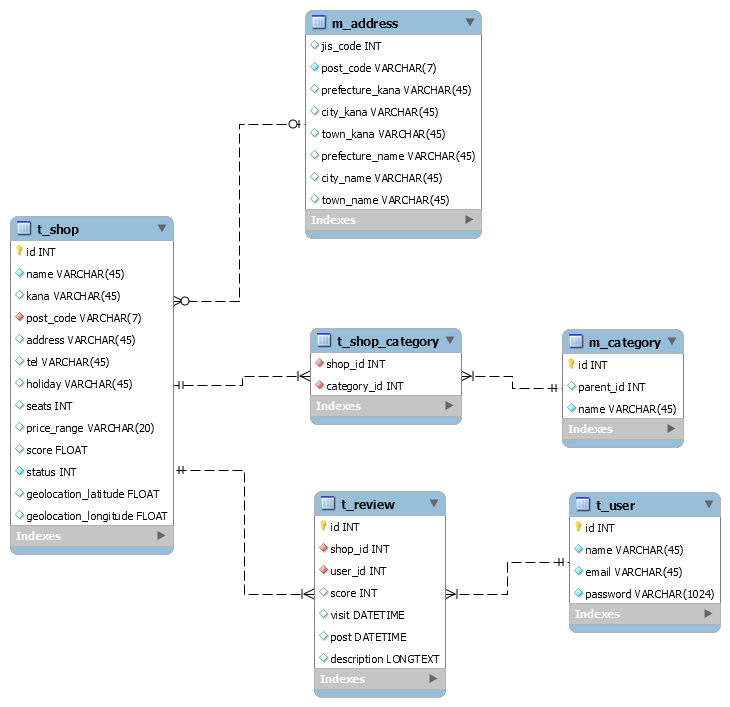 m_address
jis_code INT
post_code VARCHAR(7)
prefecture_kana VARCHAR(45)
city_kana VARCHAR(45)
town_kana VARCHAR(45)
prefecture_name VARCHAR(45)
city_name VARCHAR(45)
town_name VARCHAR(45)
Indexes
t_shop
id INT
name VARCHAR(45)
kana VARCHAR(45)
post_code VARCHAR(7)
address VARCHAR(45)
tel VARCHAR(45)
holiday VARCHAR(45)
seats INT
price_range VARCHAR(20)
score FLOAT
status INT
geolocation_latitude FLOAT
geolocation_longitude FLOAT
Indexes
t_shop_category
shop_id INT
category_id INT
Indexes
m_category
id INT
parent_id INT
name VARCHAR(45)
Indexes
t_review
id INT
shop_id INT
user_id INT
score INT
visit DATETIME
post DATETIME
description LONGTEXT
Indexes
t_user
id INT
name VARCHAR(45)
email VARCHAR(45)
password VARCHAR(1024)
Indexes